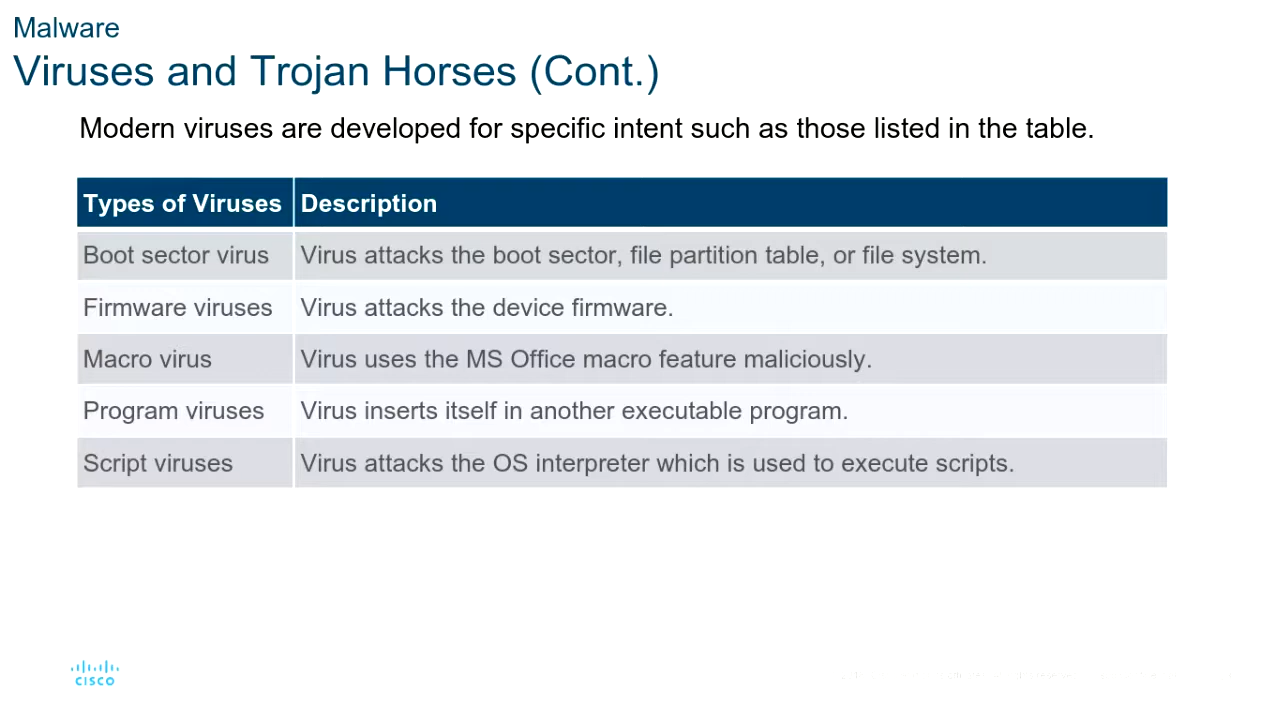 Malware
Viruses and Trojan Horses (Cont.)
Modern viruses are developed for specific intent such as those listed in the table.
Types of Viruses Description
Boot sector virus Virus attacks the boot sector, file partition table, or file system.
Firmware viruses Virus attacks the device firmware.
Macro virus Virus uses the MS Office macro feature maliciously.
Program viruses Virus inserts itself in another executable program.
Script viruses Virus attacks the OS interpreter which is used to execute scripts.
CISCO